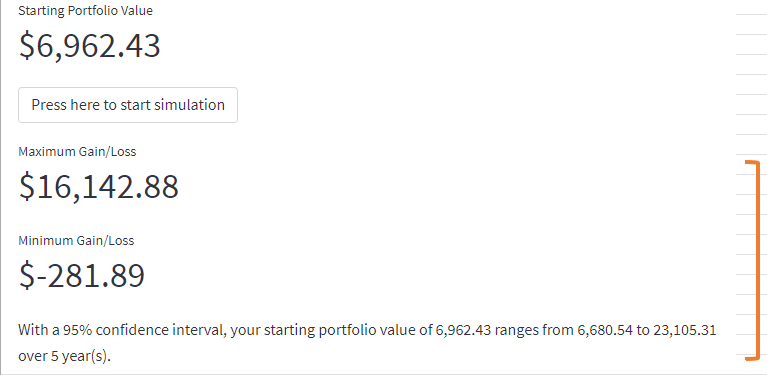 Starting Portfolio Value
$6,962.43
Press here to start simulation
Maximum Gain/Loss
$16,142.88
Minimum Gain/Loss
$-281.89
With a 95% confidence interval, your starting portfolio value of 6,962.43 ranges from 6,680.54 to 23,105.31
over 5 year(s).